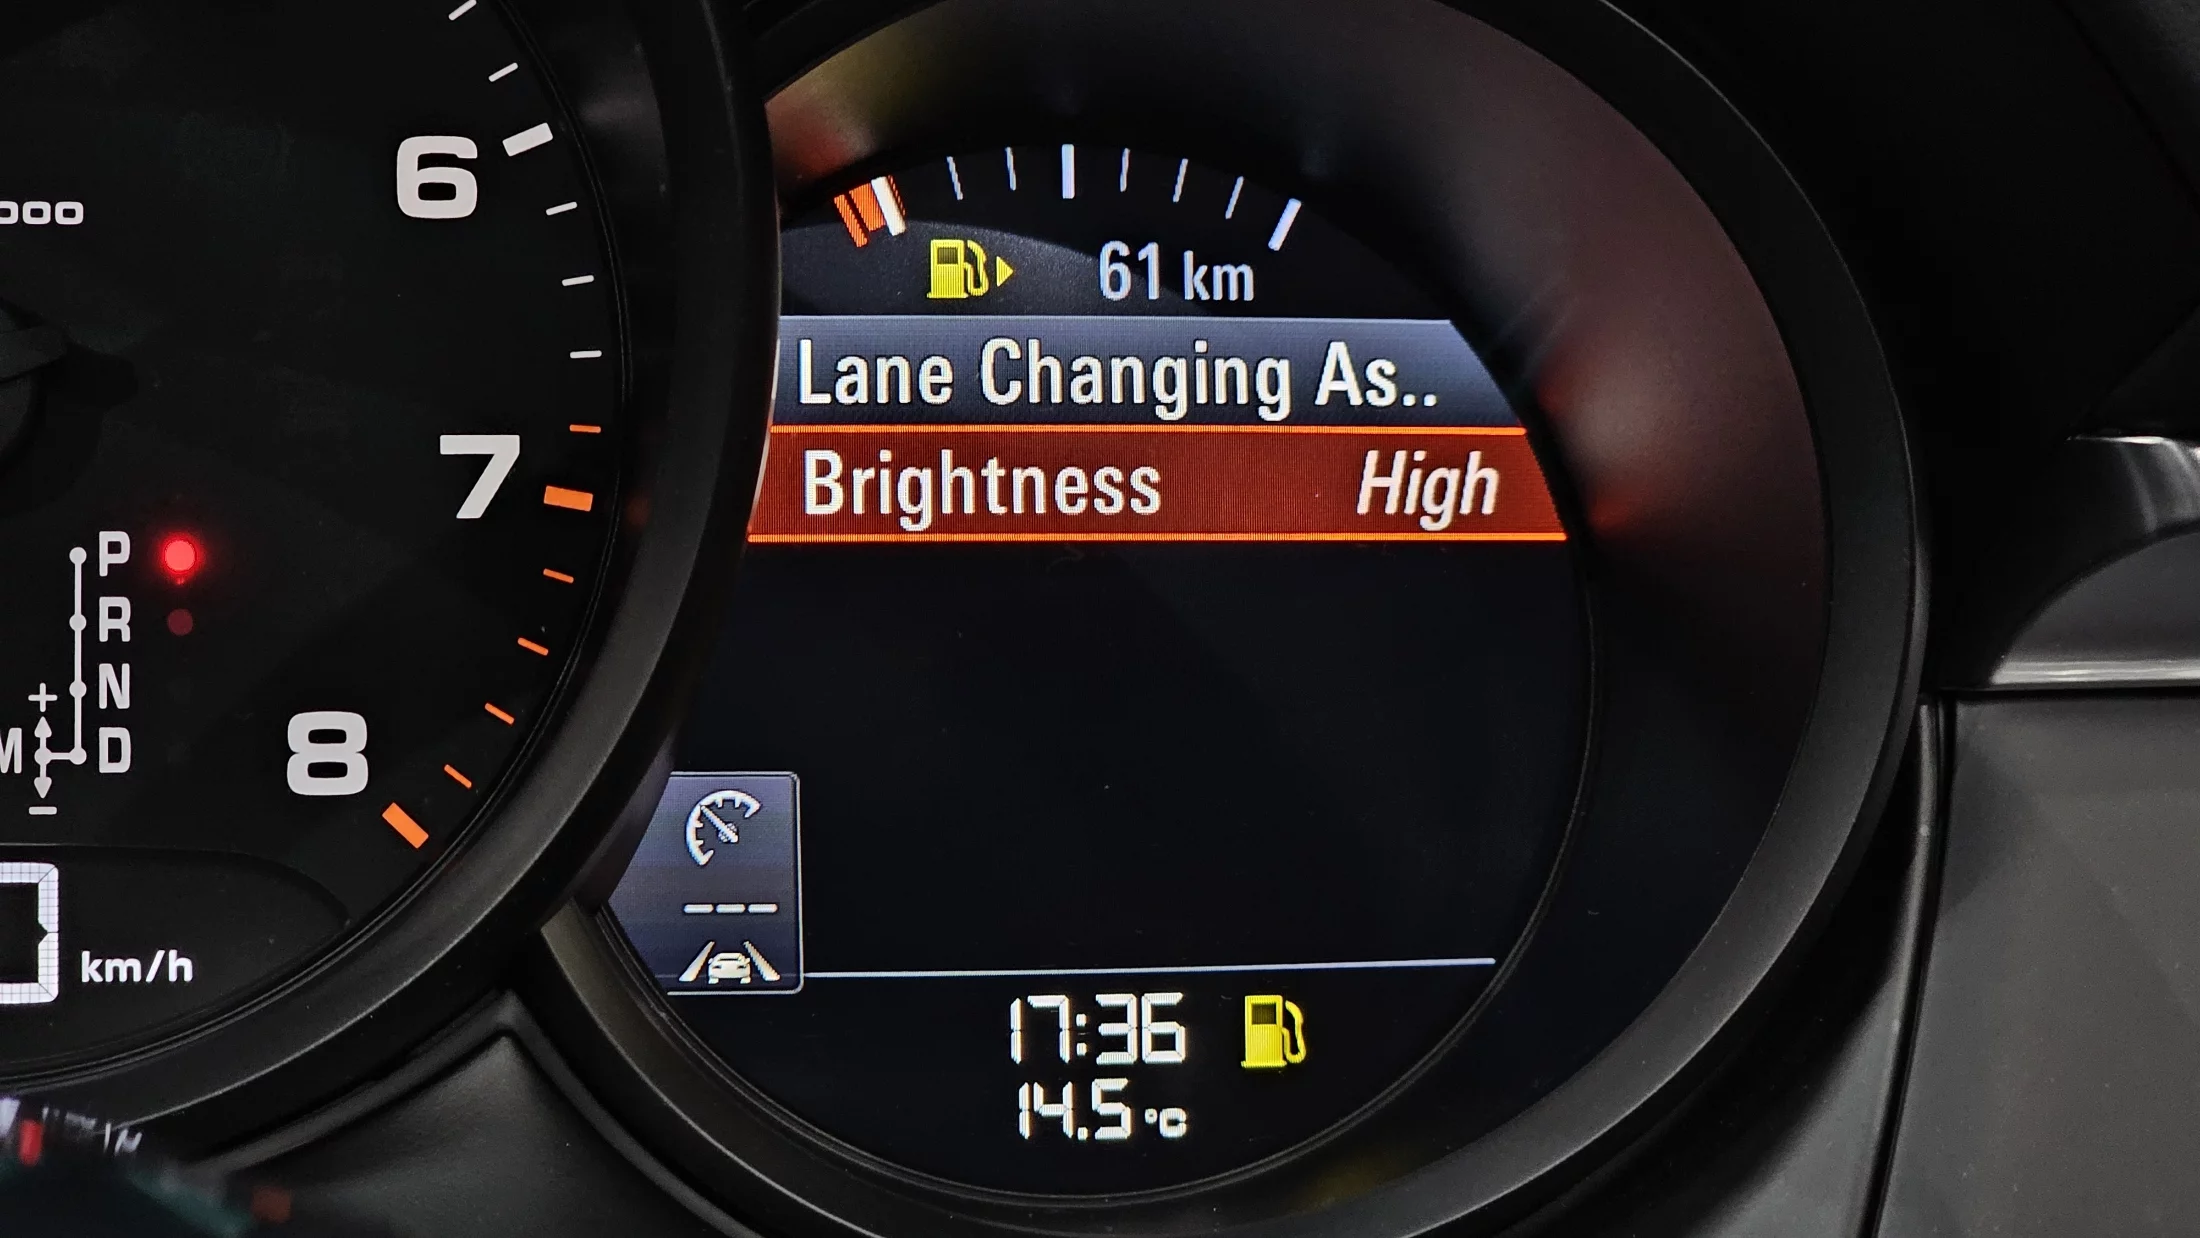 6
000
7
P
R
N
+
M D
-
8
km/h
61 km
Lane Changing As..
Brightness High
17:36
14.5 °C